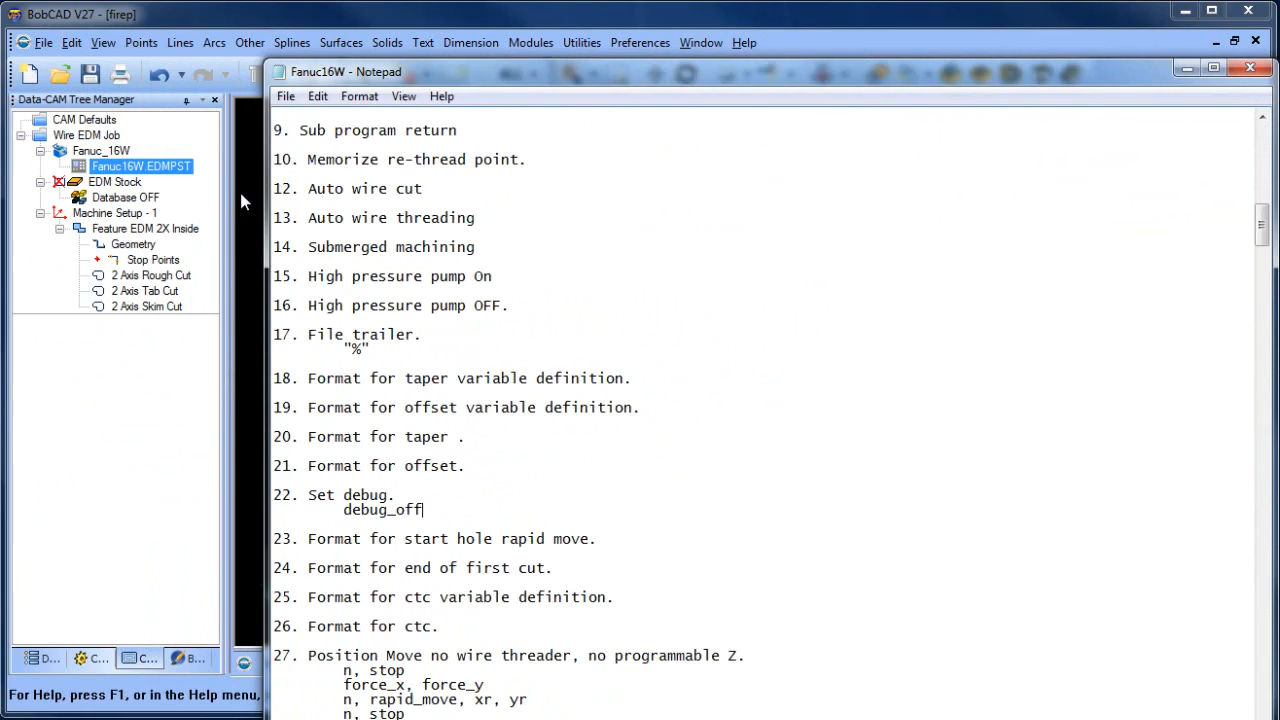 BobCAD V27 - [firep]
File Edit View Points Lines Arcs Other Splines Surfaces Solids Text Dimension Modules Utilities Preferences Window Help
Fanuc16W - Notepad
Data-CAM Tree Manager
File Edit Format View Help
CAM Defaults
Wire EDM Job
Fanuc_16W
Fanuc16W.EDMPST
EDM Stock
Database OFF
Machine Setup - 1
Feature EDM 2X Inside
Geometry
Stop Points
2 Axis Rough Cut
2 Axis Tab Cut
2 Axis Skim Cut
9. Sub program return
10. Memorize re-thread point.
12. Auto wire cut
13. Auto wire threading
14. Submerged machining
15. High pressure pump On
16. High pressure pump OFF.
17. File trailer.
"%"
18. Format for taper variable definition.
19. Format for offset variable definition.
20. Format for taper .
21. Format for offset.
22. Set debug.
debug_off
23. Format for start hole rapid move.
24. Format for end of first cut.
25. Format for ctc variable definition.
26. Format for ctc.
27. Position Move no wire threader, no programmable Z.
n, stop
force_x, force_y
n, rapid_move, xr, yr
n, stop
D... C... C... B...
For Help, press F1, or in the Help menu,